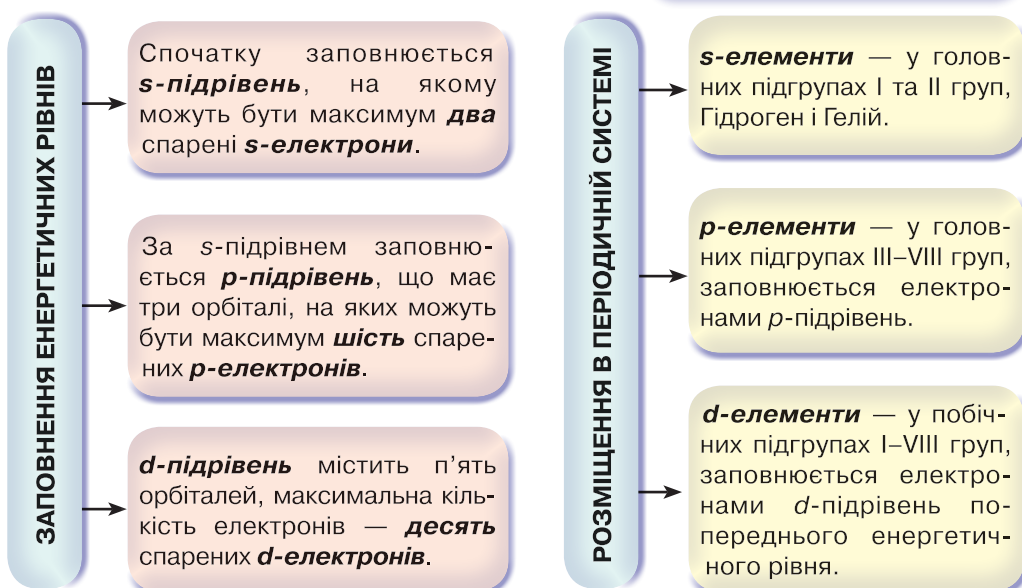 ЗАПОВНЕННЯ ЕНЕРГЕТИЧНИХ РІВНІВ
Спочатку заповнюється
s-підрівень, на якому
можуть бути максимум два
спарені s-електрони.
За s-підрівнем заповню-
ється p-підрівень, що має
три орбіталі, на яких можуть
бути максимум шість спаре-
них p-електронів.
d-підрівень містить п’ять
орбіталей, максимальна кіль-
кість електронів — десять
спарених d-електронів.
РОЗМІЩЕННЯ В ПЕРІОДИЧНІЙ СИСТЕМІ
s-елементи — у голов-
них підгрупах I та II груп,
Гідроген і Гелій.
p-елементи — у голов-
них підгрупах III–VIII груп,
заповнюється електро-
нами p-підрівень.
d-елементи — у побіч-
них підгрупах I–VIII груп,
заповнюється електро-
нами d-підрівень по-
переднього енергетич-
ного рівня.